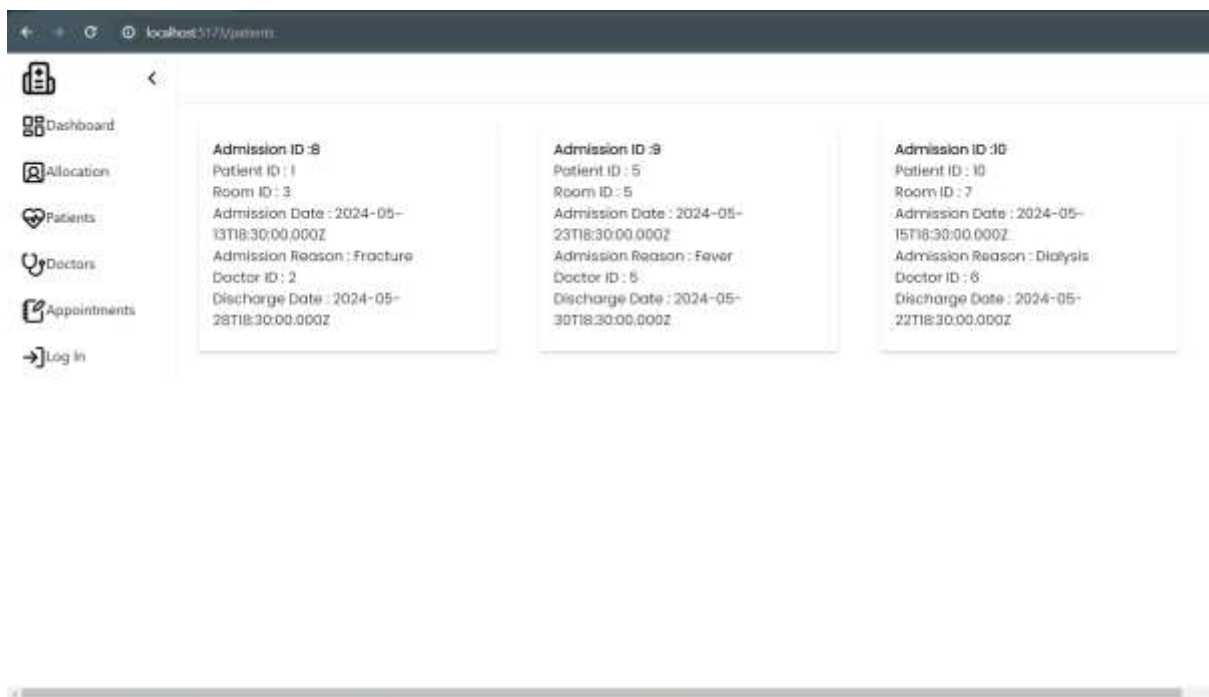 localhost:5173/patients
Dashboard
Allocation
Patients
Doctors
Appointments
Log In
Admission ID :8
Patient ID : 1
Room ID : 3
Admission Date : 2024-05-
13T18:30:00.000Z
Admission Reason : Fracture
Doctor ID : 2
Discharge Date : 2024-05-
28T18:30:00.000Z
Admission ID :9
Patient ID : 5
Room ID : 5
Admission Date : 2024-05-
23T18:30:00.000Z
Admission Reason : Fever
Doctor ID : 5
Discharge Date : 2024-05-
30T18:30:00.000Z
Admission ID :10
Patient ID : 10
Room ID : 7
Admission Date : 2024-05-
15T18:30:00.000Z
Admission Reason : Dialysis
Doctor ID : 6
Discharge Date : 2024-05-
22T18:30:00.000Z